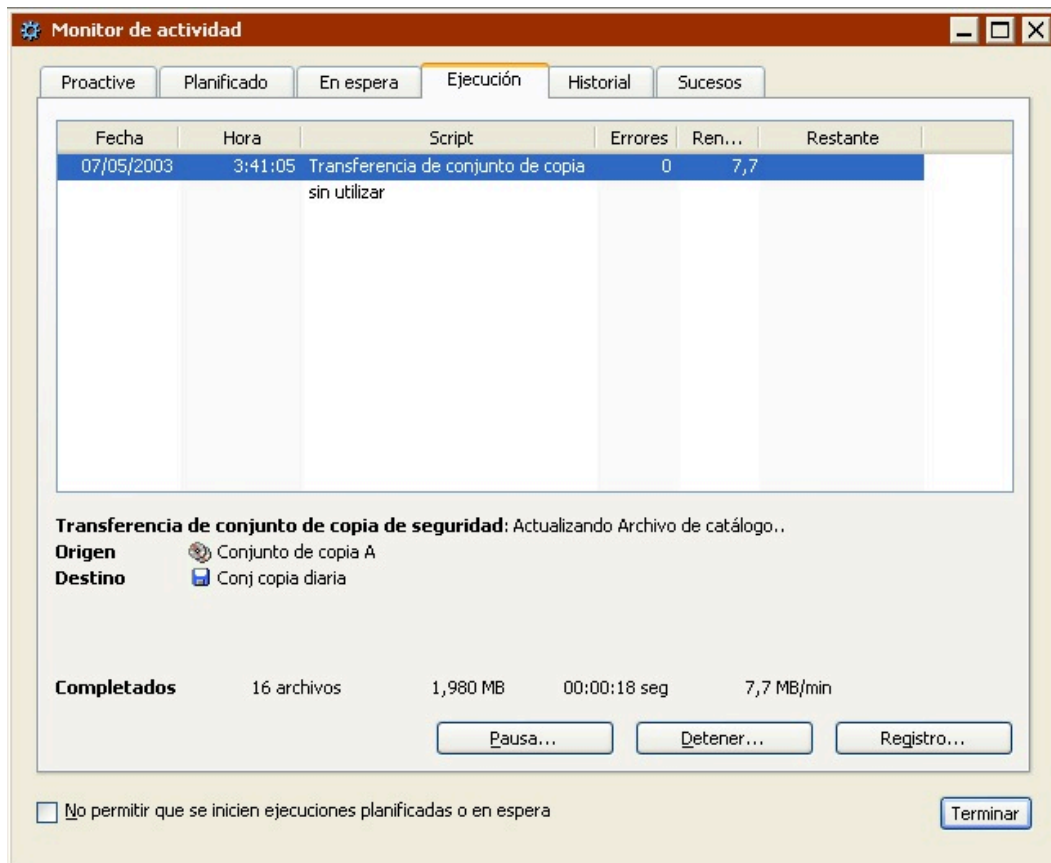 Monitor de actividad
Proactive Planificado En espera Ejecución Historial Sucesos
Fecha Hora Script Errores Ren... Restante
07/05/2003 3:41:05 Transferencia de conjunto de copia 0 7,7
sin utilizar
Transferencia de conjunto de copia de seguridad: Actualizando Archivo de catálogo..
Origen Conjunto de copia A
Destino Conj copia diaria
Completados 16 archivos 1,980 MB 00:00:18 seg 7,7 MB/min
Pausa... Detener... Registro...
No permitir que se inicien ejecuciones planificadas o en espera Terminar